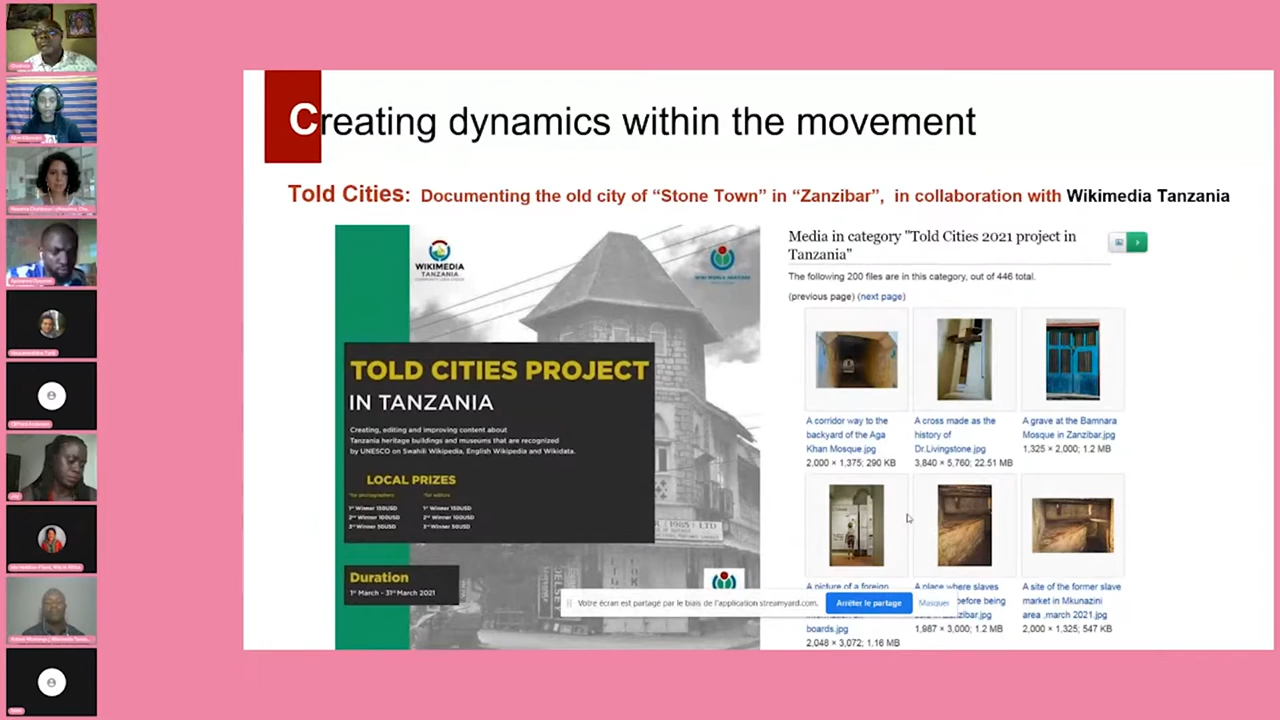 Creating dynamics within the movement
Told Cities: Documenting the old city of “Stone Town” in “Zanzibar”, in collaboration with Wikimedia Tanzania
WIKIMEDIA
TANZANIA
TOLD CITIES PROJECT
IN TANZANIA
Creating, editing and improving content about
Tanzania heritage buildings and museums that are recognized
by UNESCO on Swahili Wikipedia, English Wikipedia and Wikidata.
LOCAL PRIZES
*for photographers
*for editors
1st Winner 150USD
2nd Winner 100USD
3rd Winner 50USD
1st Winner 150USD
2nd Winner 100USD
3rd Winner 50USD
Duration
1st March - 31st March 2021
(1985) LTD
Media in category "Told Cities 2021 project in
Tanzania"
The following 200 files are in this category, out of 446 total.
(previous page) (next page)
A corridor way to the
backyard of the Aga
Khan Mosque.jpg
2,000 × 1,375; 290 KB
A cross made as the
history of
Dr.Livingstone.jpg
3,840 × 5,760; 22.51 MB
A grave at the Bamnara
Mosque in Zanzibar.jpg
1,325 × 2,000; 1.2 MB
A picture of a foreign
boards.jpg
2,048 × 3,072; 1.16 MB
A place where slaves
before being
1,987 × 3,000; 1.2 MB
A site of the former slave
market in Mkunazini
area ,march 2021.jpg
2,000 × 1,325; 547 KB
Votre écran est partagé par le biais de l'application streamyard.com.
Arrêter le partage
Masquer